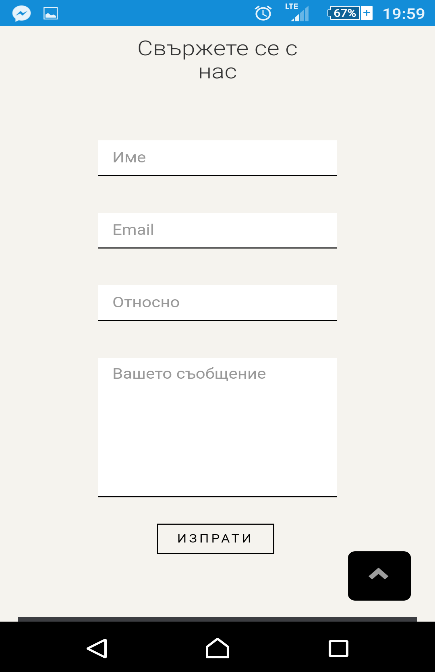 LTE
67%
19:59
Свържете се с
нас
Име
Email
Относно
Вашето съобщение
ИЗПРАТИ